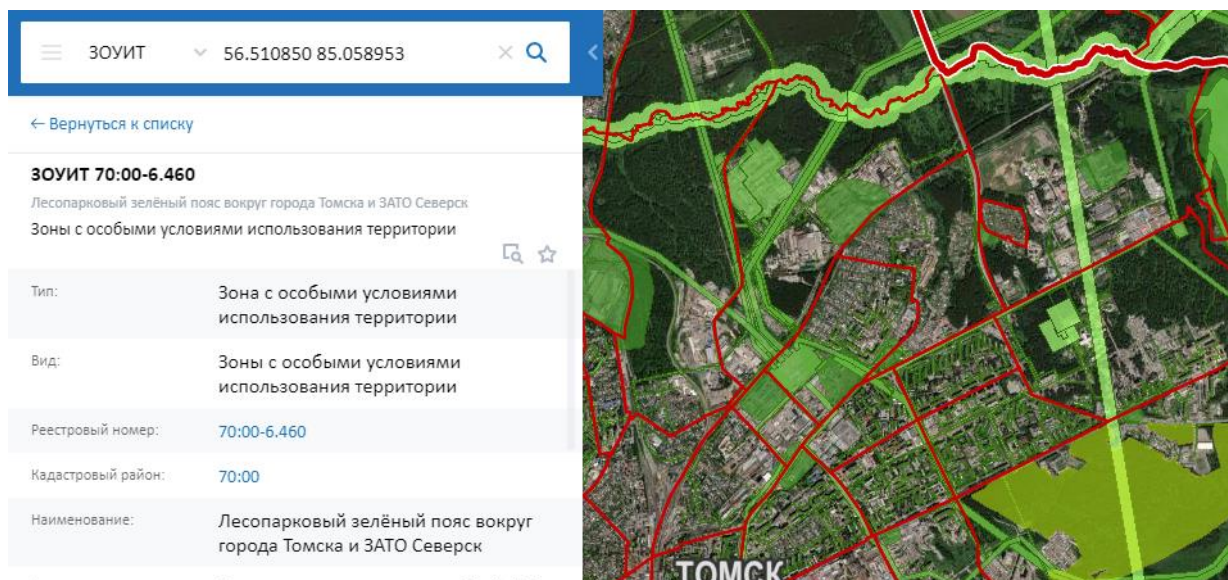 ЗОУИТ 56.510850 85.058953
← Вернуться к списку
ЗОУИТ 70:00-6.460
Лесопарковый зелёный пояс вокруг города Томска и ЗАТО Северск
Зоны с особыми условиями использования территории
Тип: Зона с особыми условиями
использования территории
Вид: Зоны с особыми условиями
использования территории
Реестровый номер: 70:00-6.460
Кадастровый район: 70:00
Наименование: Лесопарковый зелёный пояс вокруг
города Томска и ЗАТО Северск
ТОМСК